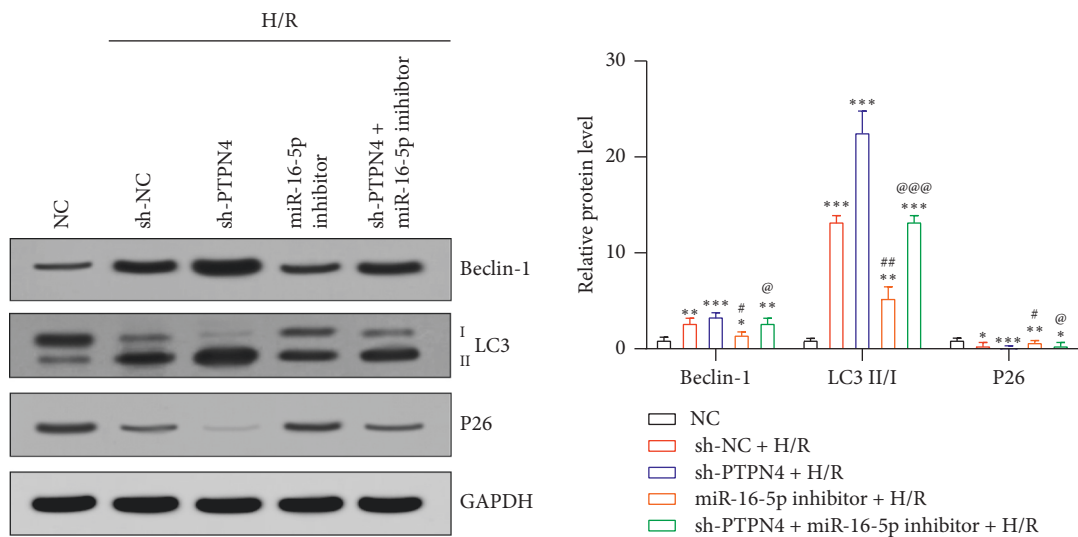 H/R
NC
sh-NC
sh-PTPN4
miR-16-5p
inhibitor
sh-PTPN4 +
miR-16-5p inihibtor
Beclin-1
I
II
LC3
P26
GAPDH
Relative protein level
30
20
10
0
**
***
#
*
@
**
***
***
##
**
@@@
***
*
***
#
**
@
*
Beclin-1
LC3 II/I
P26
NC
sh-NC + H/R
sh-PTPN4 + H/R
miR-16-5p inhibitor + H/R
sh-PTPN4 + miR-16-5p inhibitor + H/R